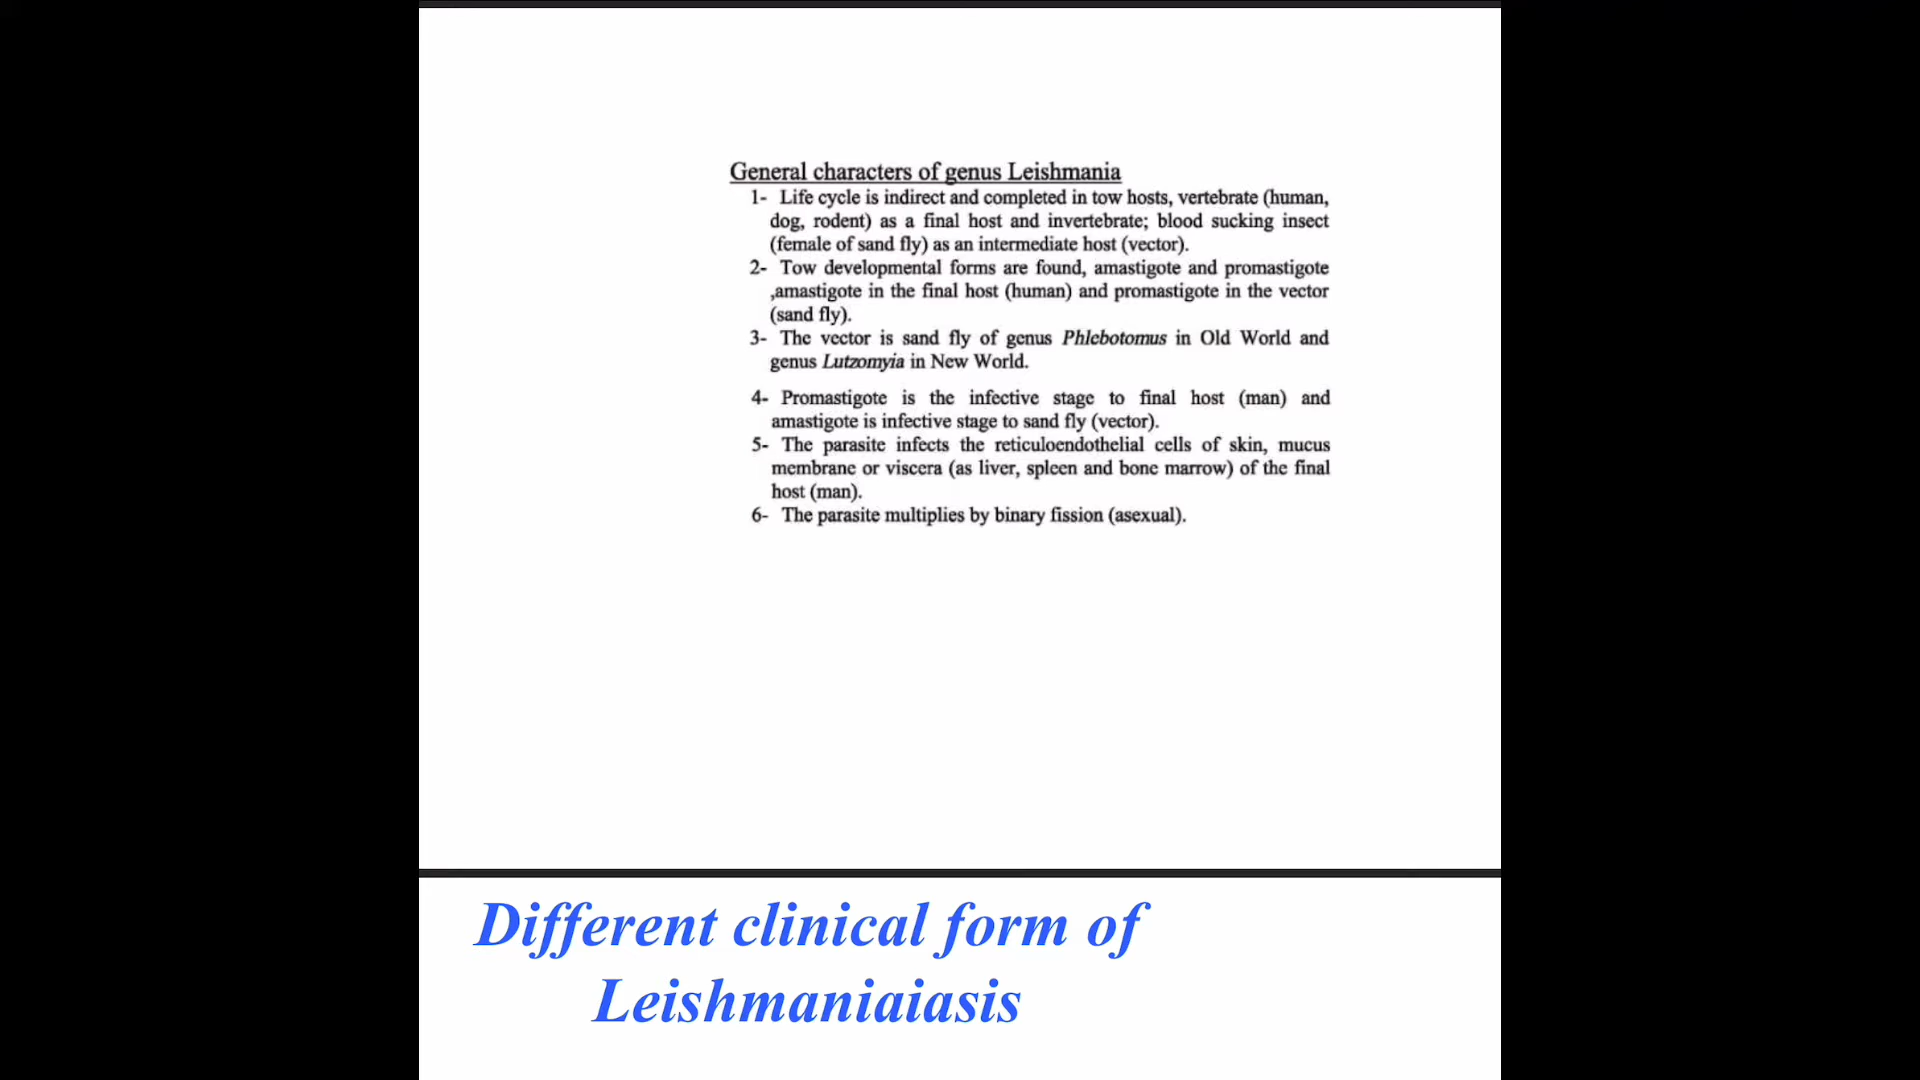 General characters of genus Leishmania
1- Life cycle is indirect and completed in tow hosts, vertebrate (human,
dog, rodent) as a final host and invertebrate; blood sucking insect
(female of sand fly) as an intermediate host (vector).
2- Tow developmental forms are found, amastigote and promastigote
,amastigote in the final host (human) and promastigote in the vector
(sand fly).
3- The vector is sand fly of genus Phlebotomus in Old World and
genus Lutzomyia in New World.
4- Promastigote is the infective stage to final host (man) and
amastigote is infective stage to sand fly (vector).
5- The parasite infects the reticuloendothelial cells of skin, mucus
membrane or viscera (as liver, spleen and bone marrow) of the final
host (man).
6- The parasite multiplies by binary fission (asexual).
Different clinical form of
Leishmaniaiasis